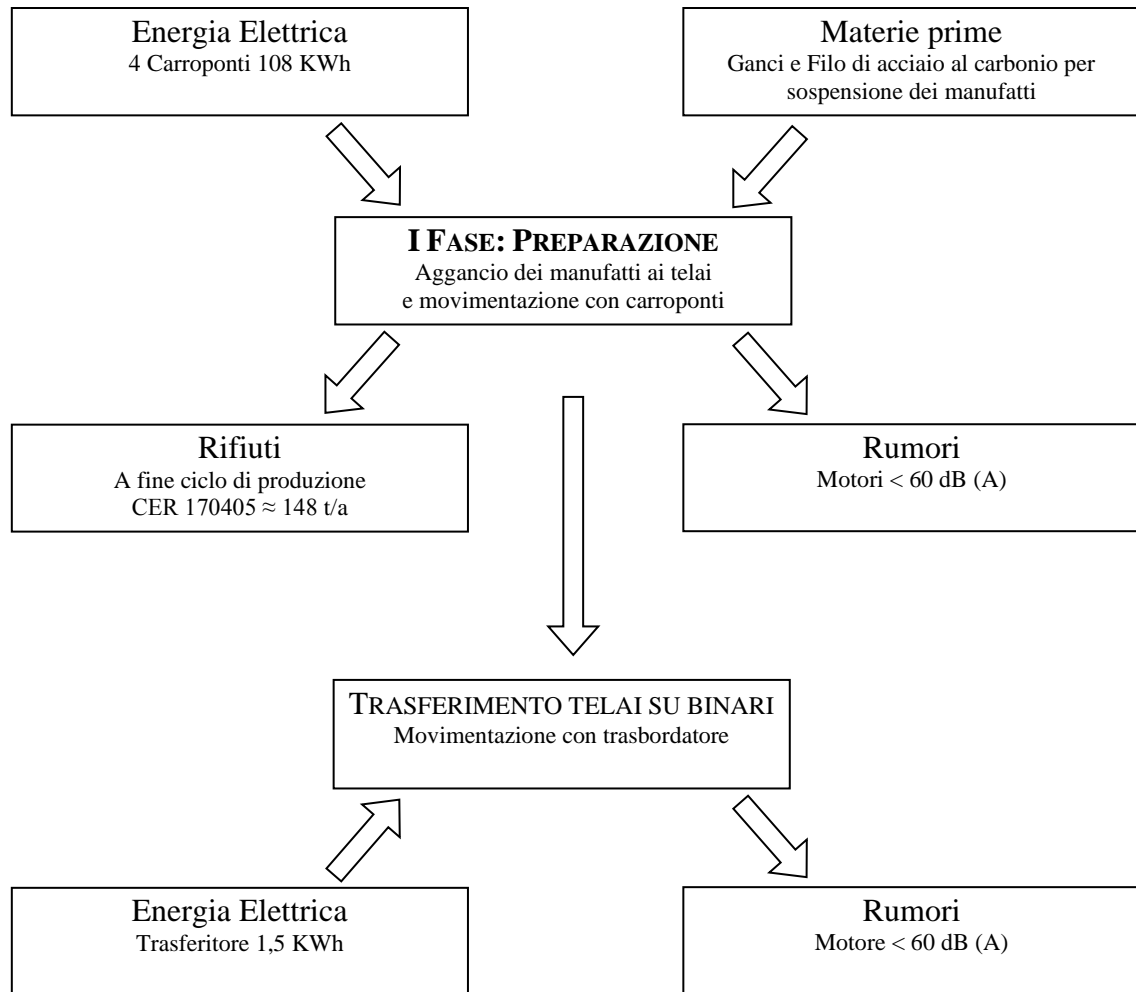 Energia Elettrica
4 Carroponti 108 KWh
Materie prime
Ganci e Filo di acciaio al carbonio per
sospensione dei manufatti
I FASE: PREPARAZIONE
Aggancio dei manufatti ai telai
e movimentazione con carroponti
Rifiuti
A fine ciclo di produzione
CER 170405 ≈ 148 t/a
Rumori
Motori < 60 dB (A)
TRASFERIMENTO TELAI SU BINARI
Movimentazione con trasbordatore
Energia Elettrica
Trasferitore 1,5 KWh
Rumori
Motore < 60 dB (A)